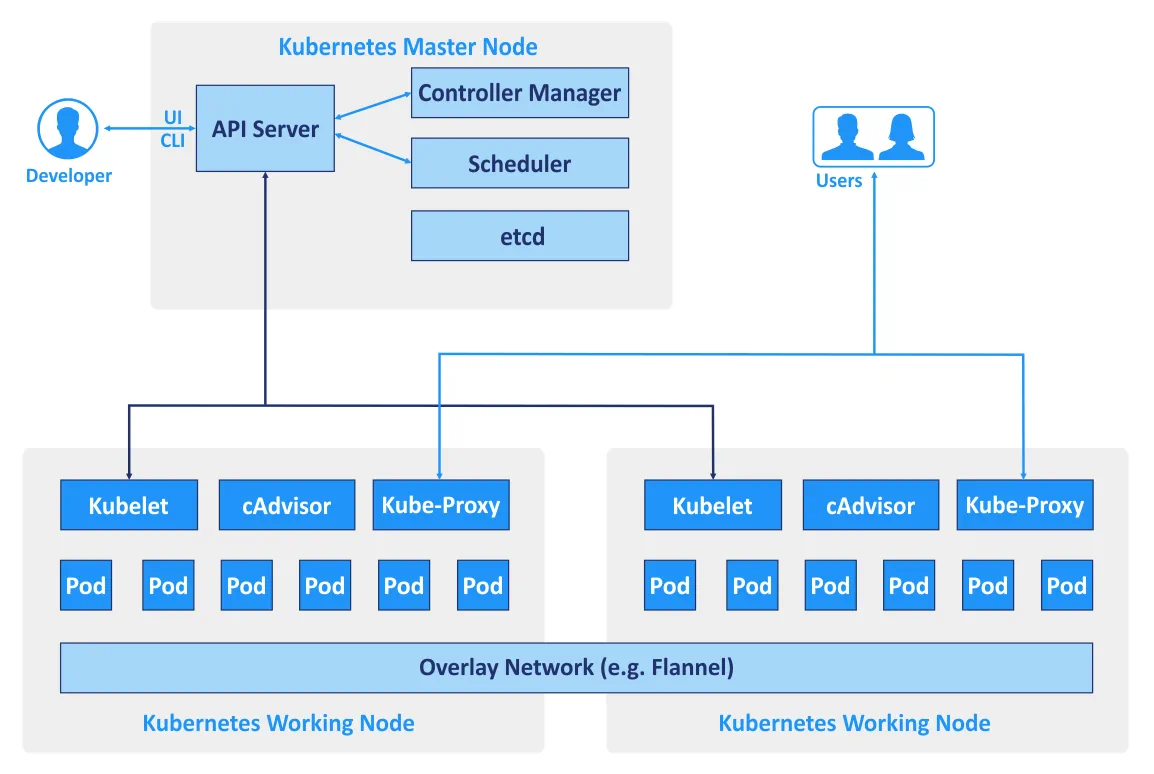 Kubernetes Master Node
Controller Manager
UI
API Server
CLI
Scheduler
Developer
Users
etcd
Kubelet
cAdvisor
Kube-Proxy
Kubelet
cAdvisor
Kube-Proxy
Pod
Pod
Pod
Pod
Pod
Pod
Pod
Pod
Pod
Pod
Pod
Pod
Overlay Network (e.g. Flannel)
Kubernetes Working Node
Kubernetes Working Node